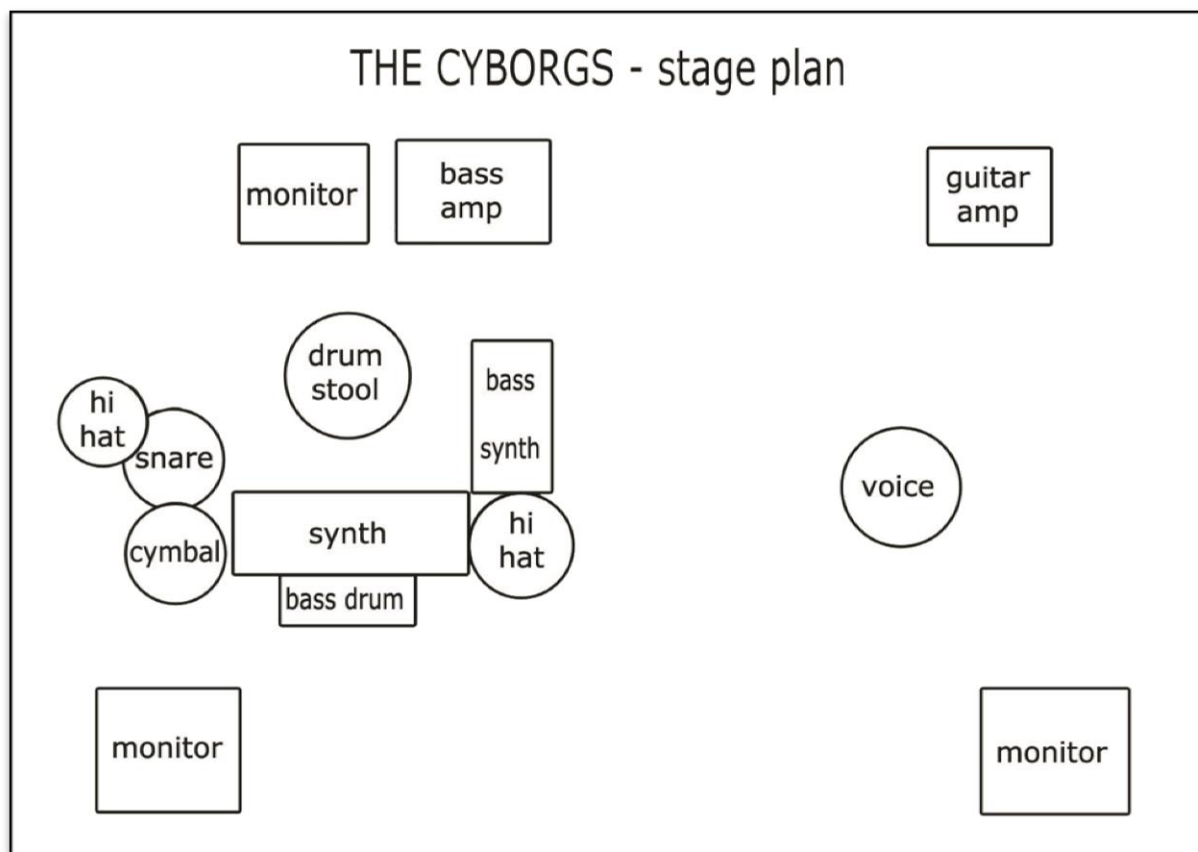 THE CYBORGS - stage plan
monitor
bass
amp
guitar
amp
drum
stool
bass
synth
hi
hat
snare
voice
cymbal
synth
hi
hat
bass drum
monitor
monitor